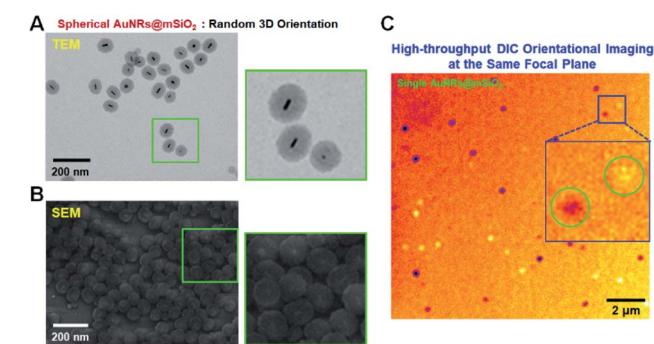 A
Spherical AuNRs@mSiO₂ : Random 3D Orientation
TEM
200 nm
B
SEM
200 nm
C
High-throughput DIC Orientational Imaging
at the Same Focal Plane
Single AuNRs@mSiO₂
2 μm